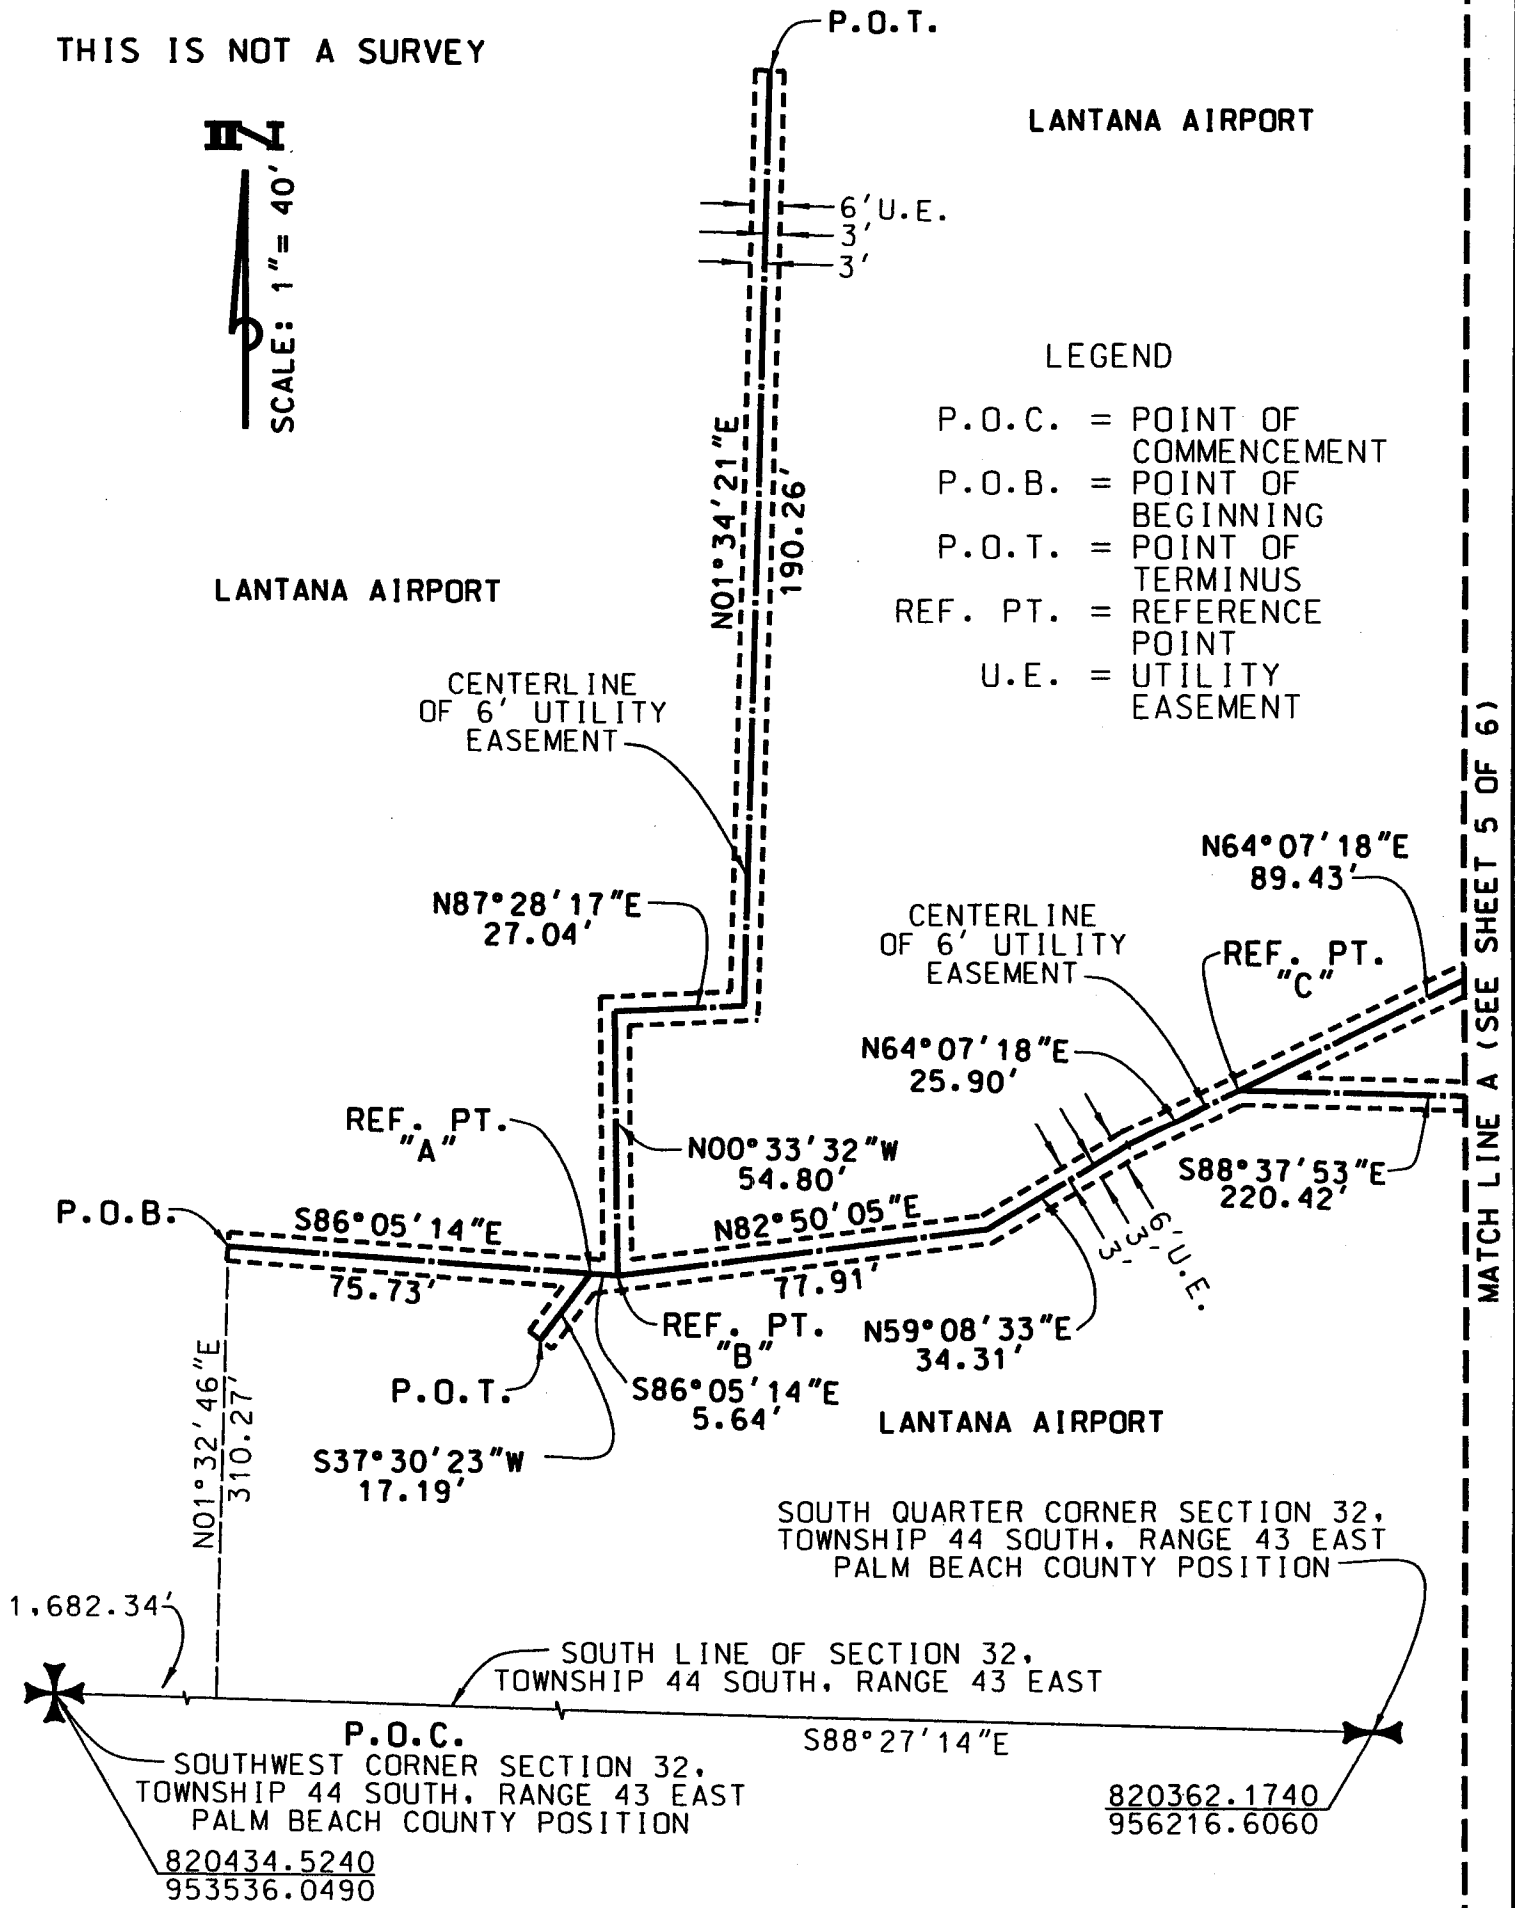 P.O.T.
THIS IS NOT A SURVEY
N
SCALE: 1"= 40'
LANTANA AIRPORT
6'U.E.
3'
3'
LEGEND
P.O.C. = POINT OF
COMMENCEMENT
P.O.B. = POINT OF
BEGINNING
P.O.T. = POINT OF
TERMINUS
REF. PT. = REFERENCE
POINT
U.E. = UTILITY
EASEMENT
N01°34'21"E
190.26'
LANTANA AIRPORT
CENTERLINE
OF 6' UTILITY
EASEMENT
MATCH LINE A (SEE SHEET 5 OF 6)
N64°07'18"E
89.43'
N87°28'17"E
27.04'
CENTERLINE
OF 6' UTILITY
EASEMENT
REF. PT.
"C"
N64°07'18"E
25.90'
REF. PT.
"A"
N00°33'32"W
54.80'
S88°37'53"E
220.42'
P.O.B.
S86°05'14"E
75.73'
N82°50'05"E
77.91'
6'U.E.
3'
3'
REF. PT.
"B"
N59°08'33"E
34.31'
P.O.T.
S86°05'14"E
5.64'
LANTANA AIRPORT
N01°32'46"E
310.27'
S37°30'23"W
17.19'
SOUTH QUARTER CORNER SECTION 32,
TOWNSHIP 44 SOUTH, RANGE 43 EAST
PALM BEACH COUNTY POSITION
1,682.34'
SOUTH LINE OF SECTION 32,
TOWNSHIP 44 SOUTH, RANGE 43 EAST
P.O.C.
S88°27'14"E
SOUTHWEST CORNER SECTION 32,
TOWNSHIP 44 SOUTH, RANGE 43 EAST
PALM BEACH COUNTY POSITION
820362.1740
956216.6060
820434.5240
953536.0490